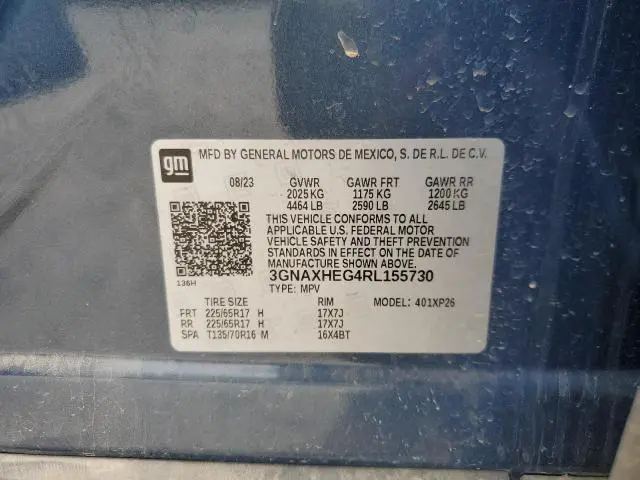 gm
MFD BY GENERAL MOTORS DE MEXICO, S. DE R.L. DE C.V.
08/23 GVWR GAWR FRT GAWR RR
2025 KG 1175 KG 1200 KG
4464 LB 2590 LB 2645 LB
THIS VEHICLE CONFORMS TO ALL
APPLICABLE U.S. FEDERAL MOTOR
VEHICLE SAFETY AND THEFT PREVENTION
STANDARDS IN EFFECT ON THE DATE OF
MANUFACTURE SHOWN ABOVE.
136H 3GNAXHEG4RL155730
TYPE: MPV
TIRE SIZE RIM MODEL: 401XP26
FRT 225/65R17 H 17X7J
RR 225/65R17 H 17X7J
SPA T135/70R16 M 16X4BT